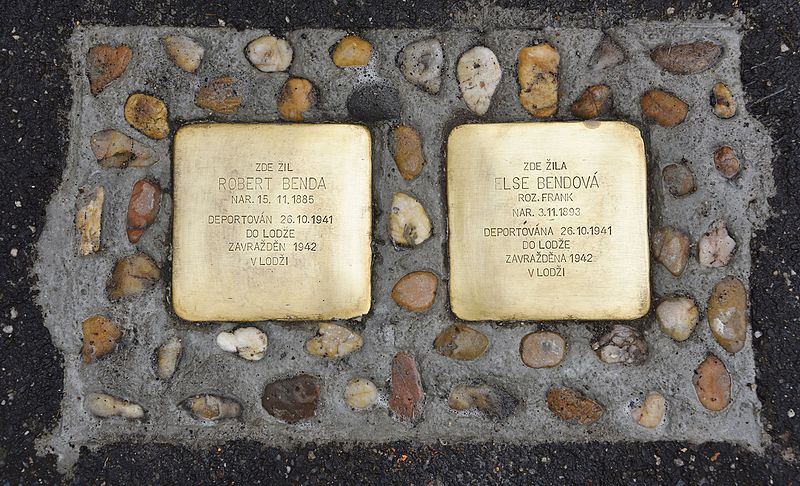 ZDE ŽIL
ROBERT BENDA
NAR. 15. 11. 1885
DEPORTOVÁN 26.10.1941
DO LODŽE
ZAVRAŽDĚN 1942
V LODŽI
ZDE ŽILA
ELSE BENDOVÁ
ROZ. FRANK
NAR. 3.11.1893
DEPORTOVÁNA 26.10.1941
DO LODŽE
ZAVRAŽDĚNA 1942
V LODŽI